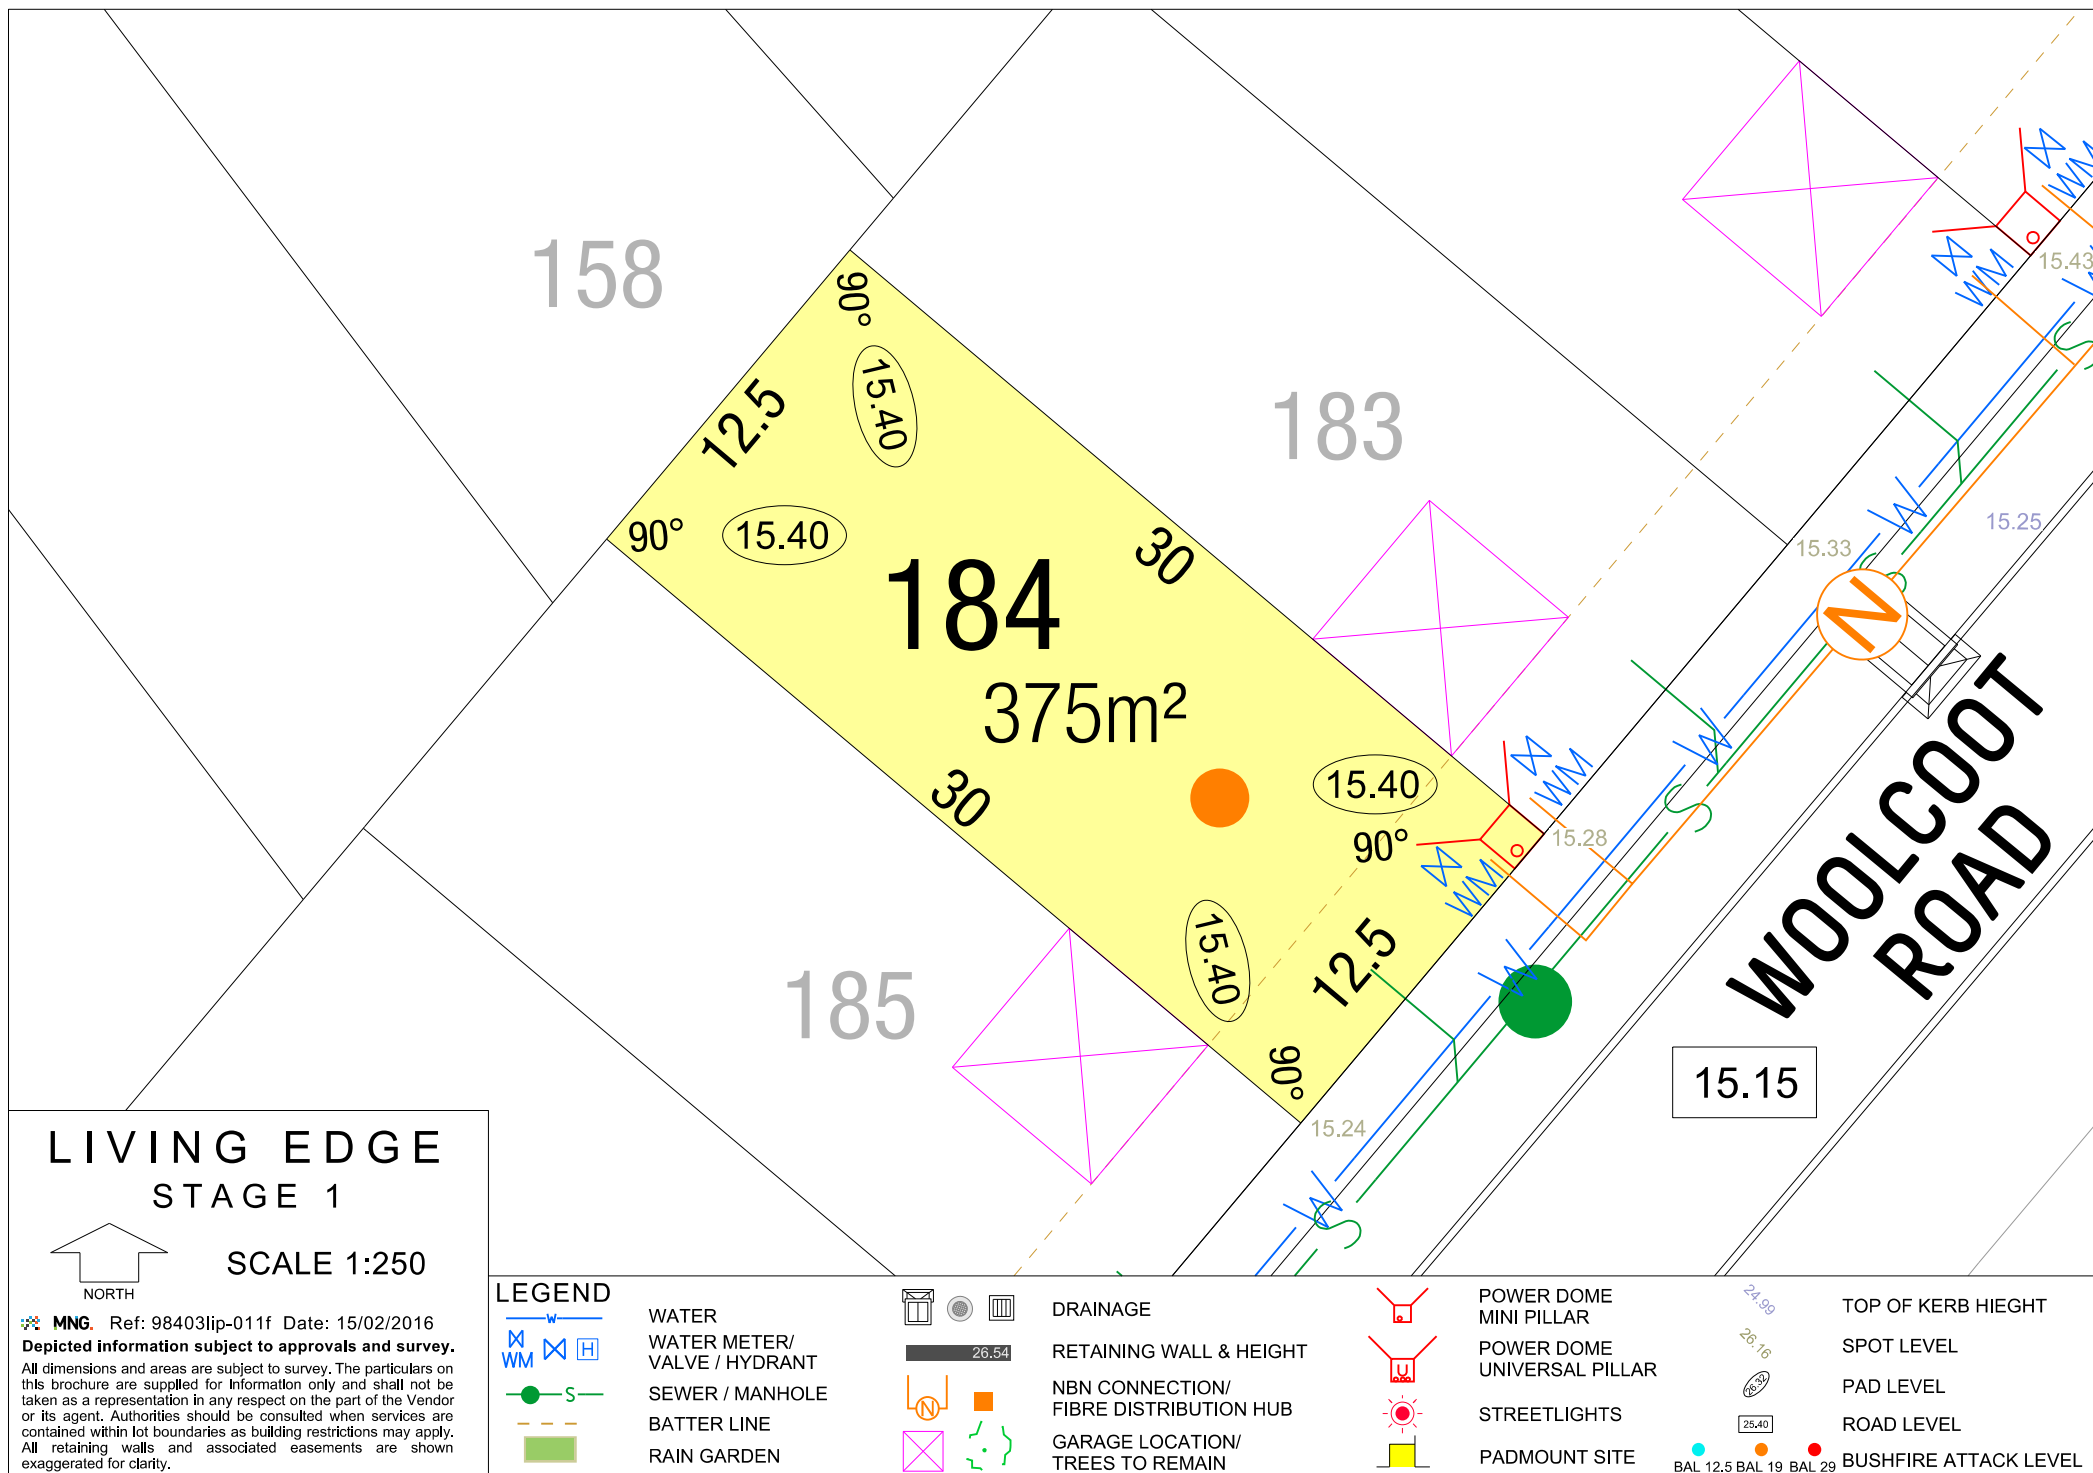 158
183
184
375m²
185
12.5
30
30
12.5
90°
90°
90°
90°
15.40
15.40
15.40
15.40
15.43
15.25
15.33
15.28
15.24
15.15
WM
WM
WM
WM
W
W
W
W
W
S
S
S
S
N
WOOLCOOT
ROAD
LIVING EDGE
STAGE 1
SCALE 1:250
NORTH
MNG. Ref: 98403lip-011f Date: 15/02/2016
Depicted information subject to approvals and survey.
All dimensions and areas are subject to survey. The particulars on
this brochure are supplied for information only and shall not be
taken as a representation in any respect on the part of the Vendor
or its agent. Authorities should be consulted when services are
contained within lot boundaries as building restrictions may apply.
All retaining walls and associated easements are shown
exaggerated for clarity.
LEGEND
W WATER
WM H WATER METER/
VALVE / HYDRANT
S SEWER / MANHOLE
BATTER LINE
RAIN GARDEN
DRAINAGE
26.54 RETAINING WALL & HEIGHT
N NBN CONNECTION/
FIBRE DISTRIBUTION HUB
GARAGE LOCATION/
TREES TO REMAIN
POWER DOME
MINI PILLAR
U POWER DOME
UNIVERSAL PILLAR
STREETLIGHTS
PADMOUNT SITE
24.99 TOP OF KERB HIEGHT
26.16 SPOT LEVEL
26.32 PAD LEVEL
25.40 ROAD LEVEL
BAL 12.5 BAL 19 BAL 29 BUSHFIRE ATTACK LEVEL